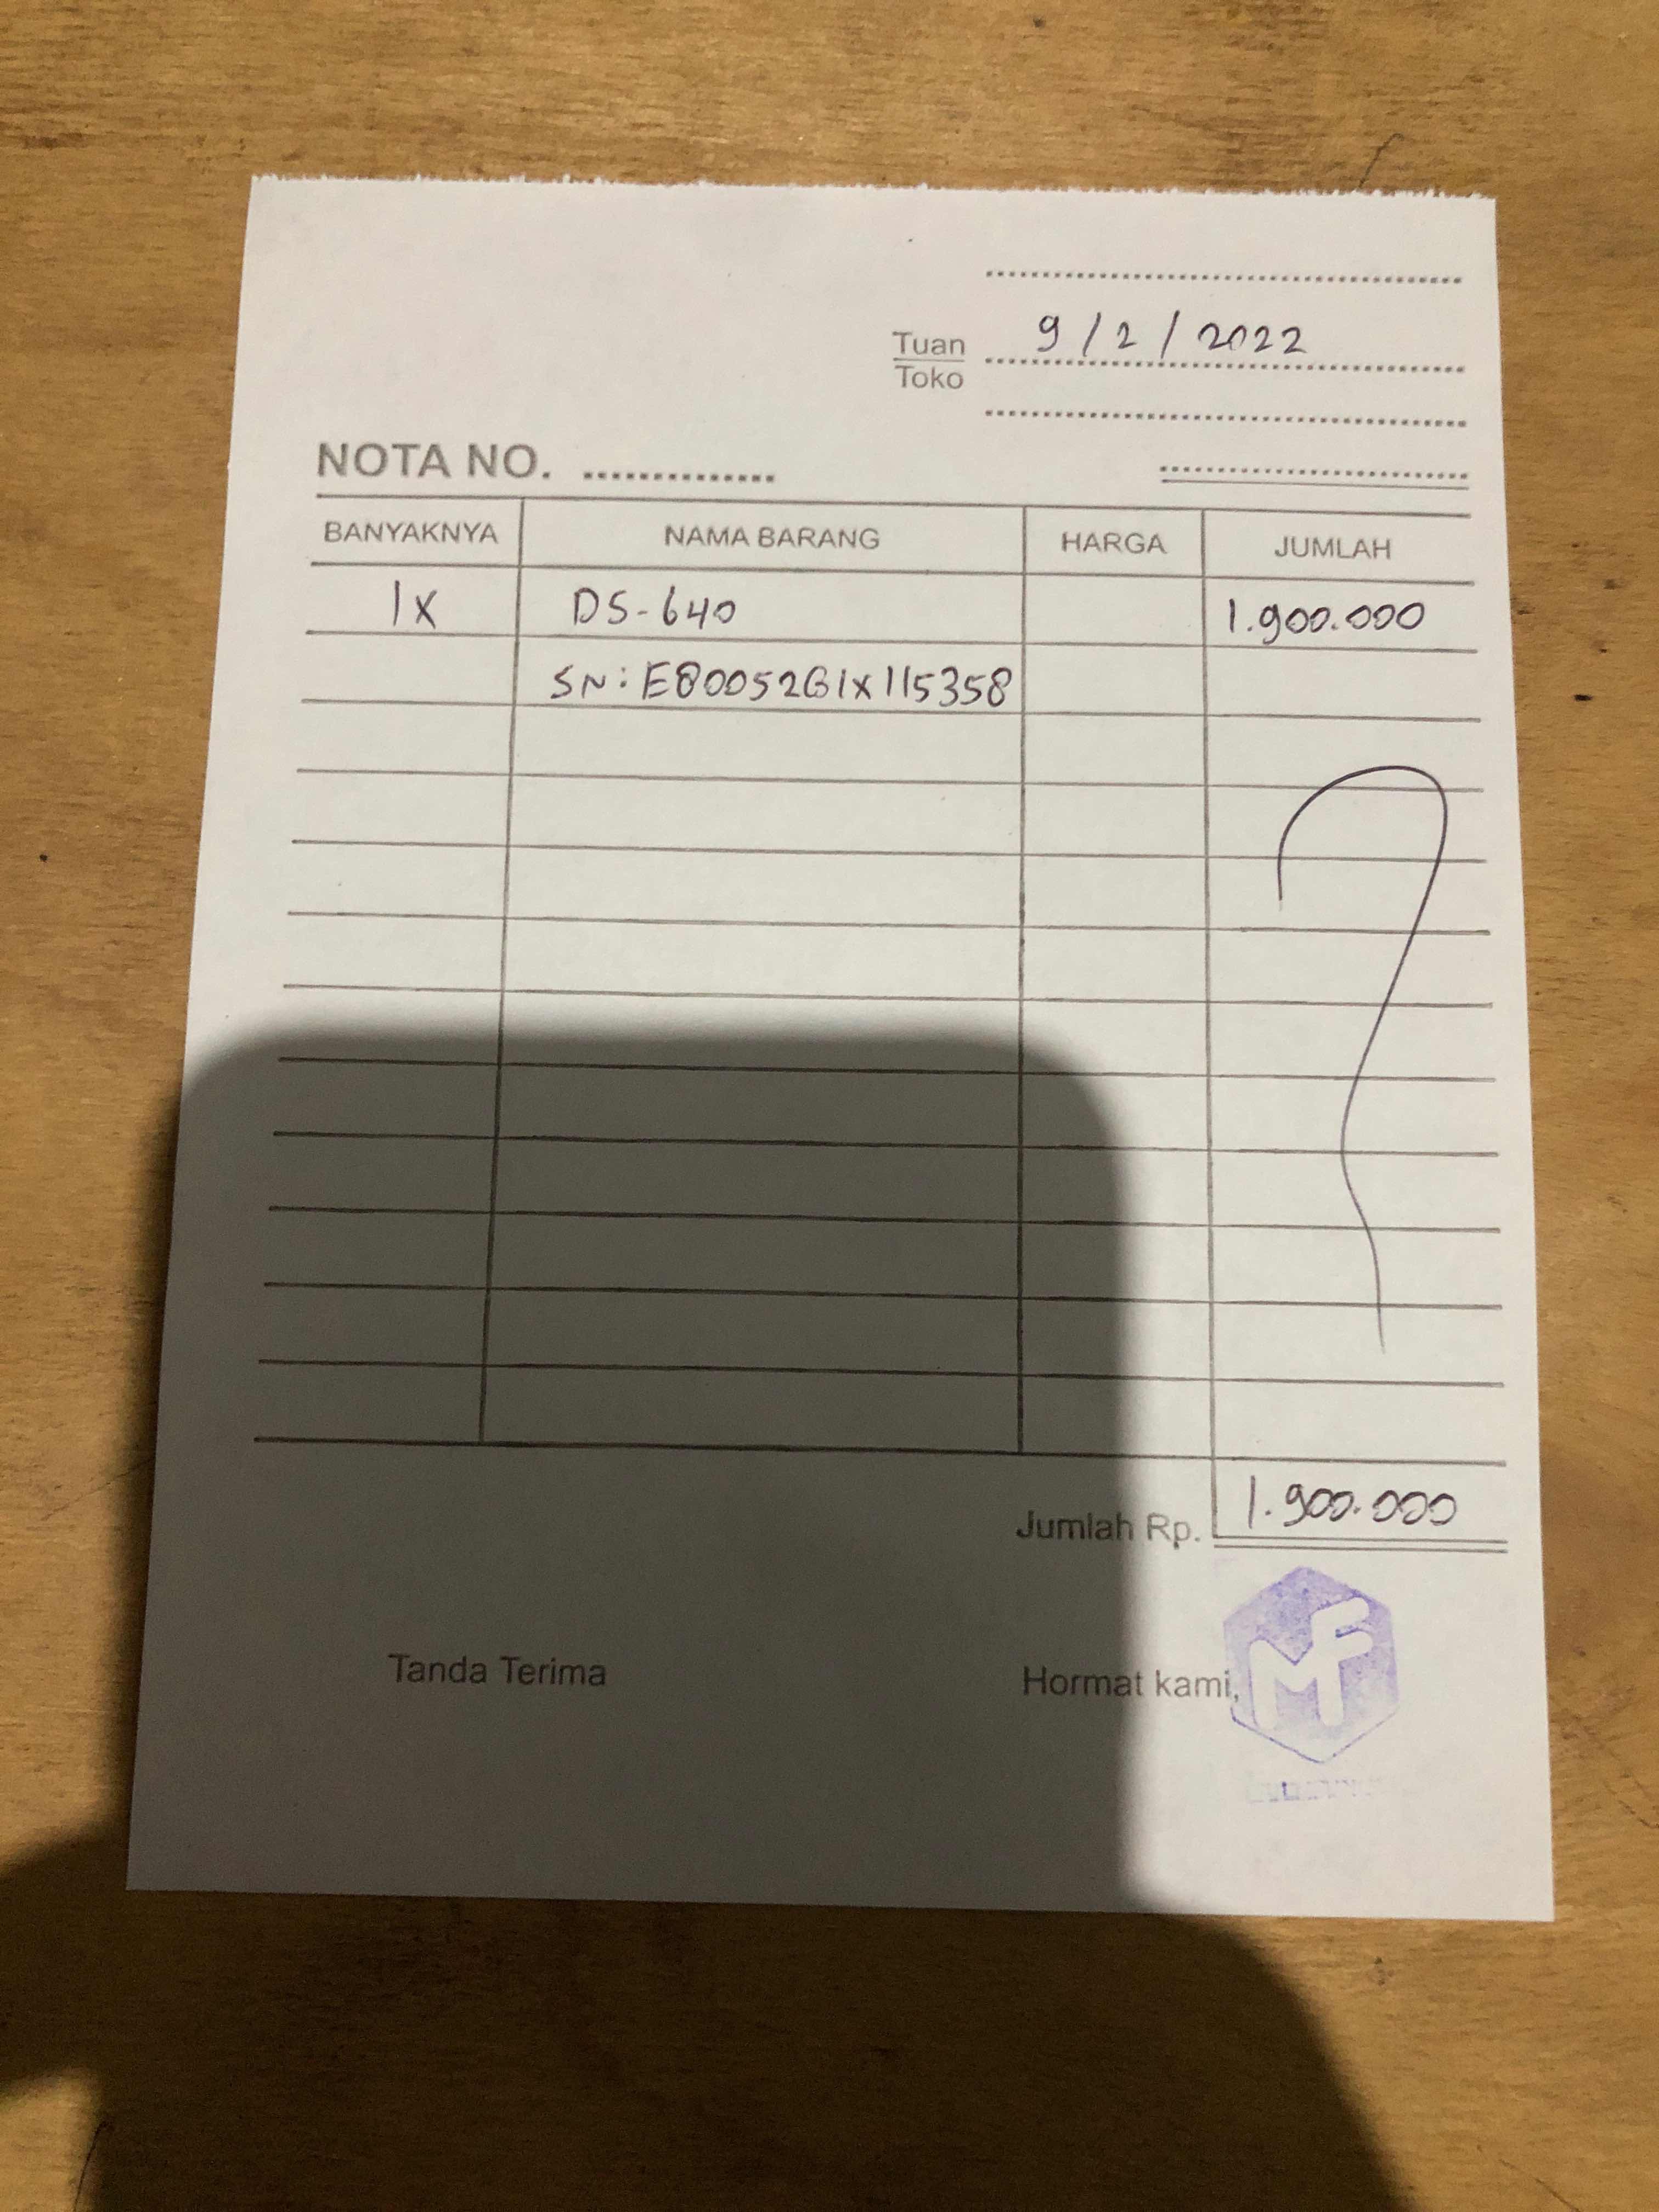 9/2/2022
Tuan
Toko
NOTA NO.
BANYAKNYA NAMA BARANG HARGA JUMLAH
1x DS-640 1.900.000
SN: E80052G1X115358
Jumlah Rp. 1.900.000
Tanda Terima Hormat kami,
MF